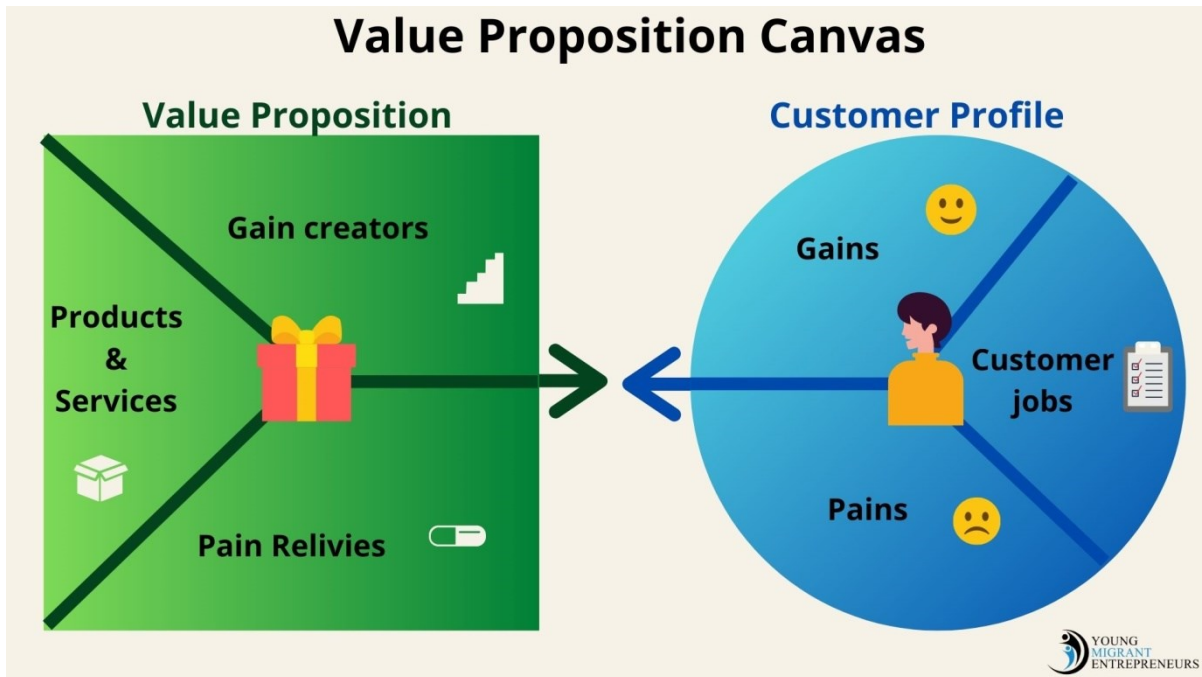 Value Proposition Canvas
Value Proposition
Customer Profile
Gain creators
Products
&
Services
Pain Relivies
Gains
Customer
jobs
Pains
YOUNG
MIGRANT
ENTREPRENEURS